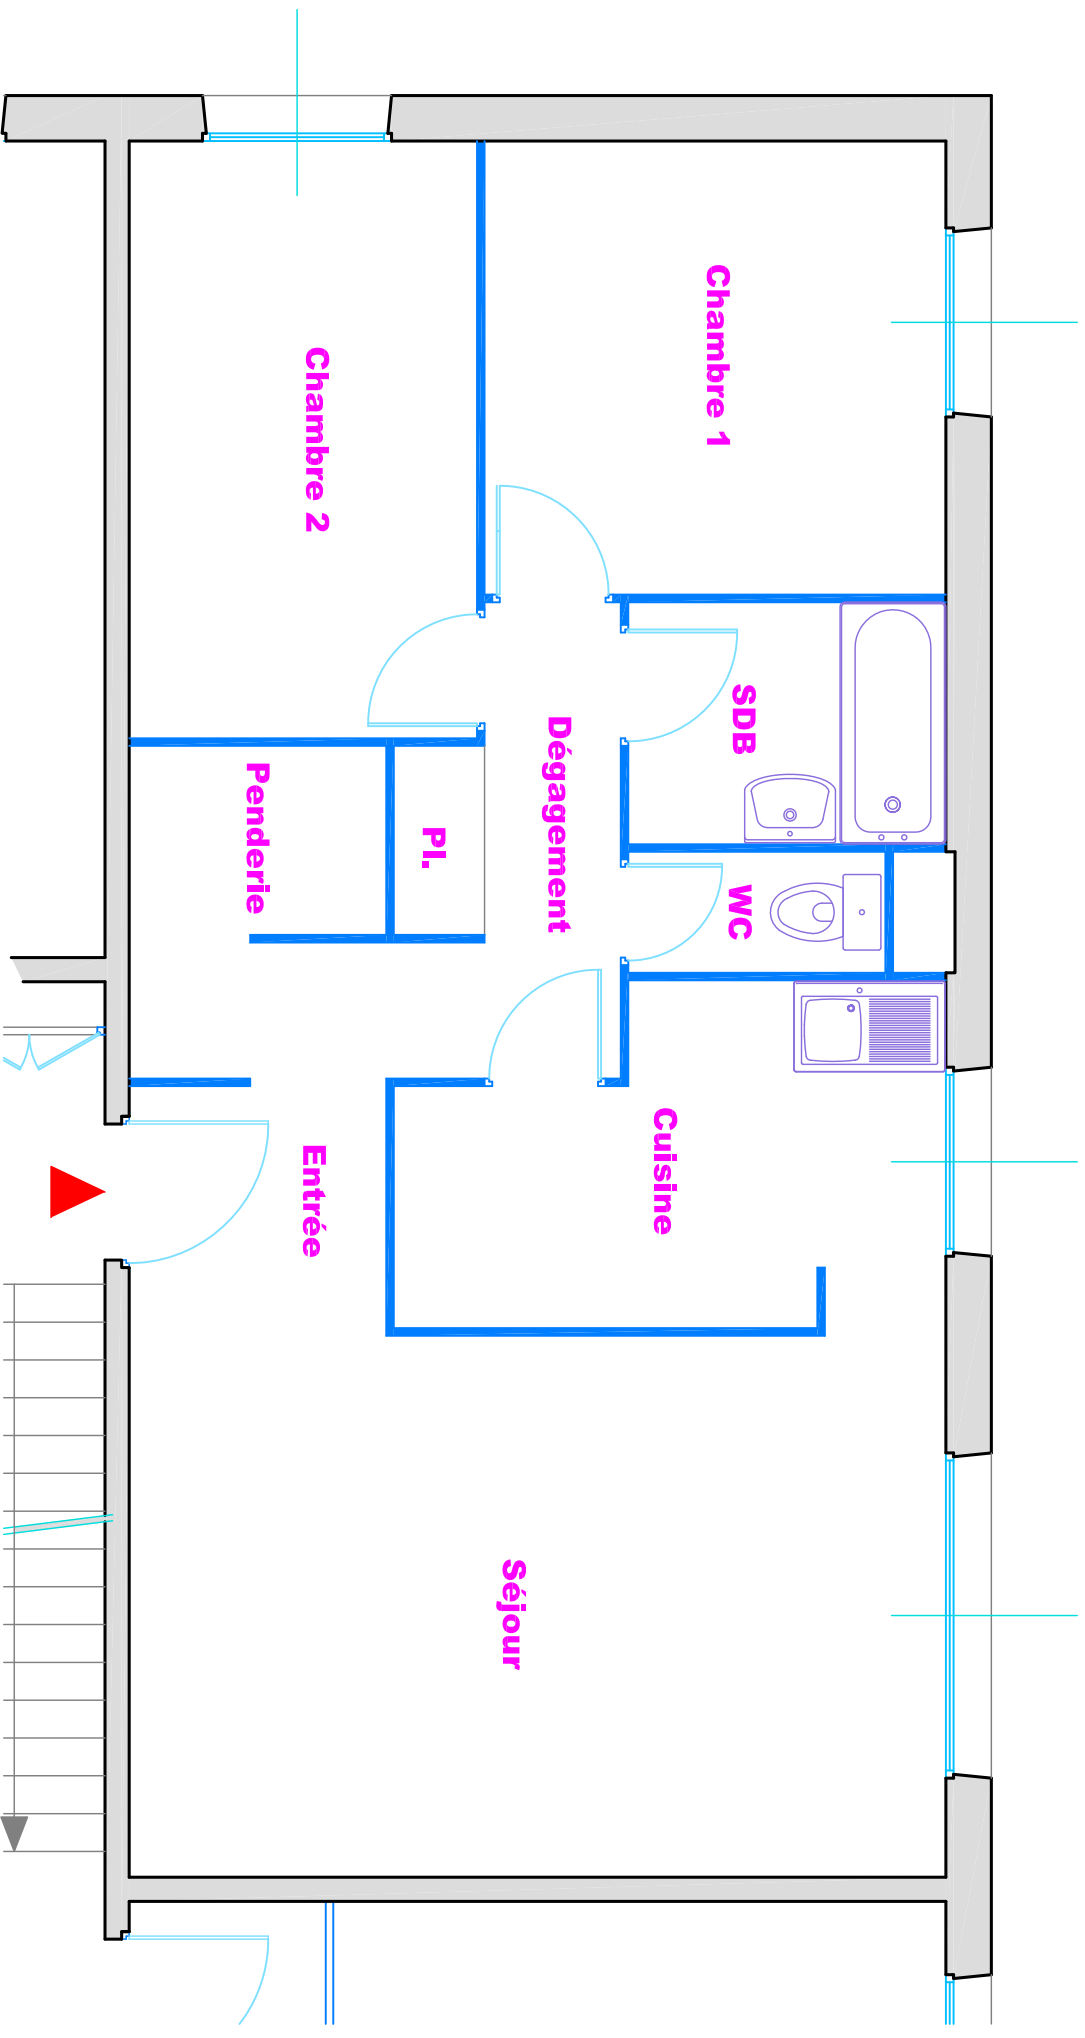 Chambre 1
Chambre 2
SDB
Dégagement
Penderie
Pl.
WC
Cuisine
Entrée
Séjour